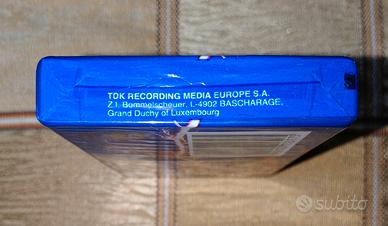 TDK RECORDING MEDIA EUROPE S.A.
Z.I. Bommelscheuer, L-4902 BASCHARAGE,
Grand Duchy of Luxembourg
subito